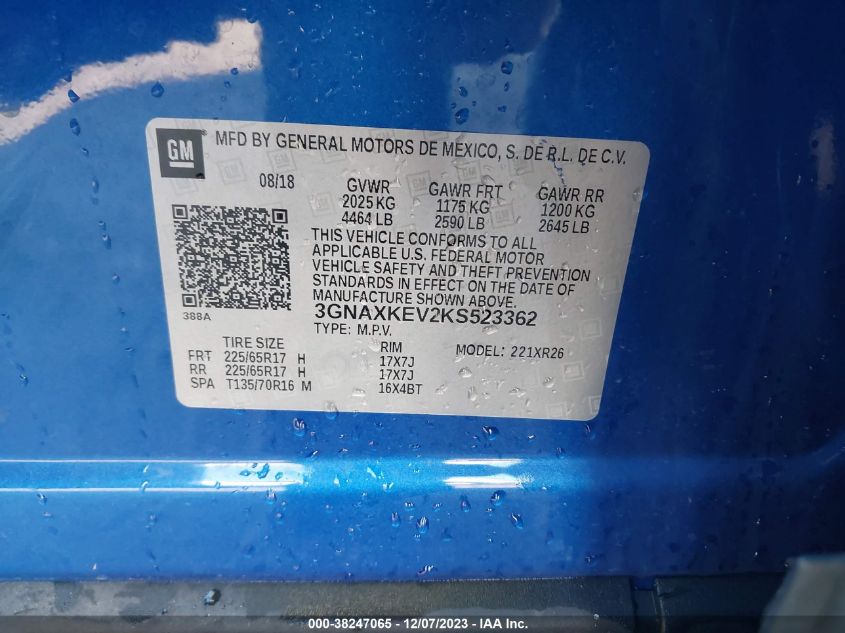 GM
MFD BY GENERAL MOTORS DE MEXICO, S. DE R.L. DE C.V.
08/18 GVWR GAWR FRT GAWR RR
2025 KG 1175 KG 1200 KG
4464 LB 2590 LB 2645 LB
THIS VEHICLE CONFORMS TO ALL
APPLICABLE U.S. FEDERAL MOTOR
VEHICLE SAFETY AND THEFT PREVENTION
STANDARDS IN EFFECT ON THE DATE OF
MANUFACTURE SHOWN ABOVE.
388A
3GNAXKEV2KS523362
TYPE: M.P.V.
TIRE SIZE RIM MODEL: 221XR26
FRT 225/65R17 H 17X7J
RR 225/65R17 H 17X7J
SPA T135/70R16 M 16X4BT
000-38247065 - 12/07/2023 - IAA Inc.